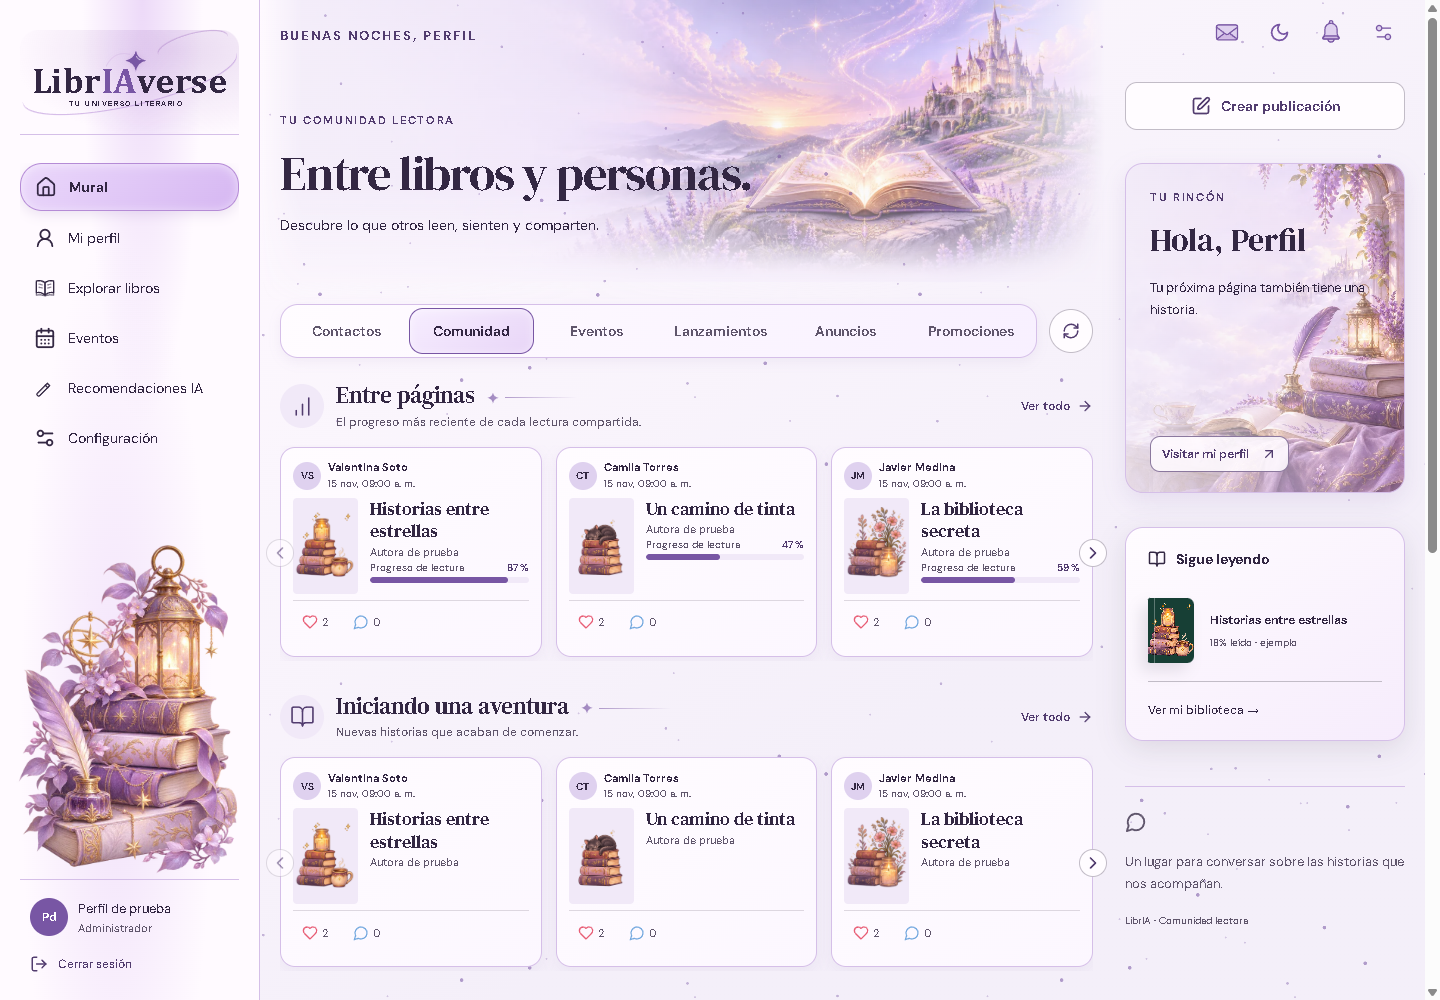 LibrIAverse
TU UNIVERSO LITERARIO
Mural
Mi perfil
Explorar libros
Eventos
Recomendaciones IA
Configuración
Pd
Perfil de prueba
Administrador
Cerrar sesión
BUENAS NOCHES, PERFIL
TU COMUNIDAD LECTORA
Entre libros y personas.
Descubre lo que otros leen, sienten y comparten.
Contactos
Comunidad
Eventos
Lanzamientos
Anuncios
Promociones
Entre páginas
El progreso más reciente de cada lectura compartida.
Ver todo
VS
Valentina Soto
15 nov, 09:00 a. m.
Historias entre
estrellas
Autora de prueba
Progreso de lectura 87%
2 0
CT
Camila Torres
15 nov, 09:00 a. m.
Un camino de tinta
Autora de prueba
Progreso de lectura 47%
2 0
JM
Javier Medina
15 nov, 09:00 a. m.
La biblioteca
secreta
Autora de prueba
Progreso de lectura 59%
2 0
Iniciando una aventura
Nuevas historias que acaban de comenzar.
Ver todo
VS
Valentina Soto
15 nov, 09:00 a. m.
Historias entre
estrellas
Autora de prueba
2 0
CT
Camila Torres
15 nov, 09:00 a. m.
Un camino de tinta
Autora de prueba
2 0
JM
Javier Medina
15 nov, 09:00 a. m.
La biblioteca
secreta
Autora de prueba
2 0
Crear publicación
TU RINCÓN
Hola, Perfil
Tu próxima página también tiene una
historia.
Visitar mi perfil
Sigue leyendo
Historias entre estrellas
18% leído · ejemplo
Ver mi biblioteca →
Un lugar para conversar sobre las historias que
nos acompañan.
LibrIA · Comunidad lectora